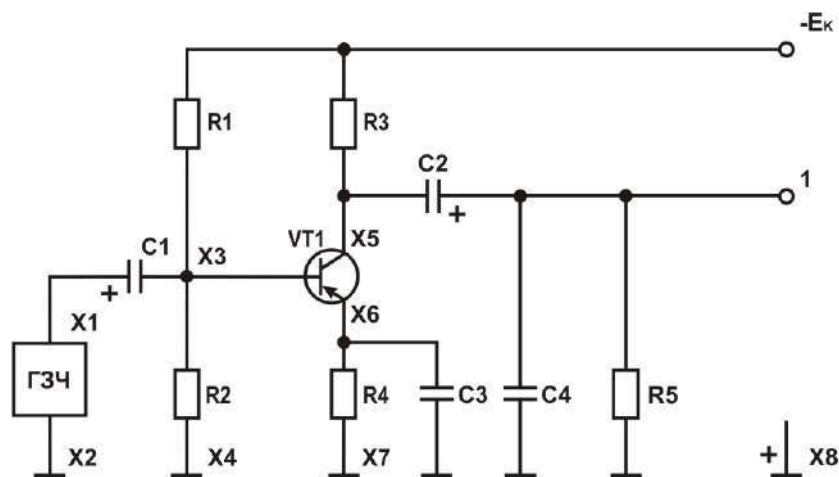 -Eк
R1
R3
C2
1
C1
X3
VT1
X5
+
+
X1
X6
ГЗЧ
R2
R4
C3
C4
R5
X2
X4
X7
+
X8